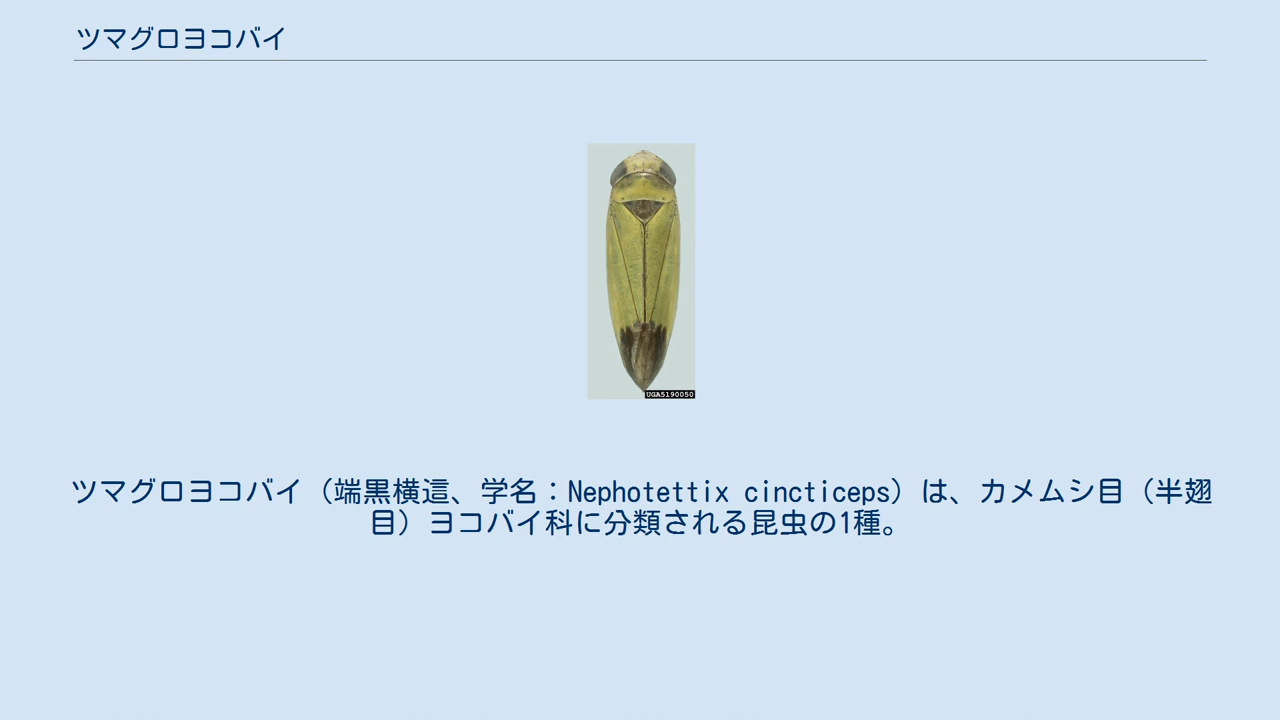 ツマグロヨコバイ
UGA5190050
ツマグロヨコバイ（端黒横這、学名：Nephotettix cincticeps）は、カメムシ目（半翅
目）ヨコバイ科に分類される昆虫の1種。